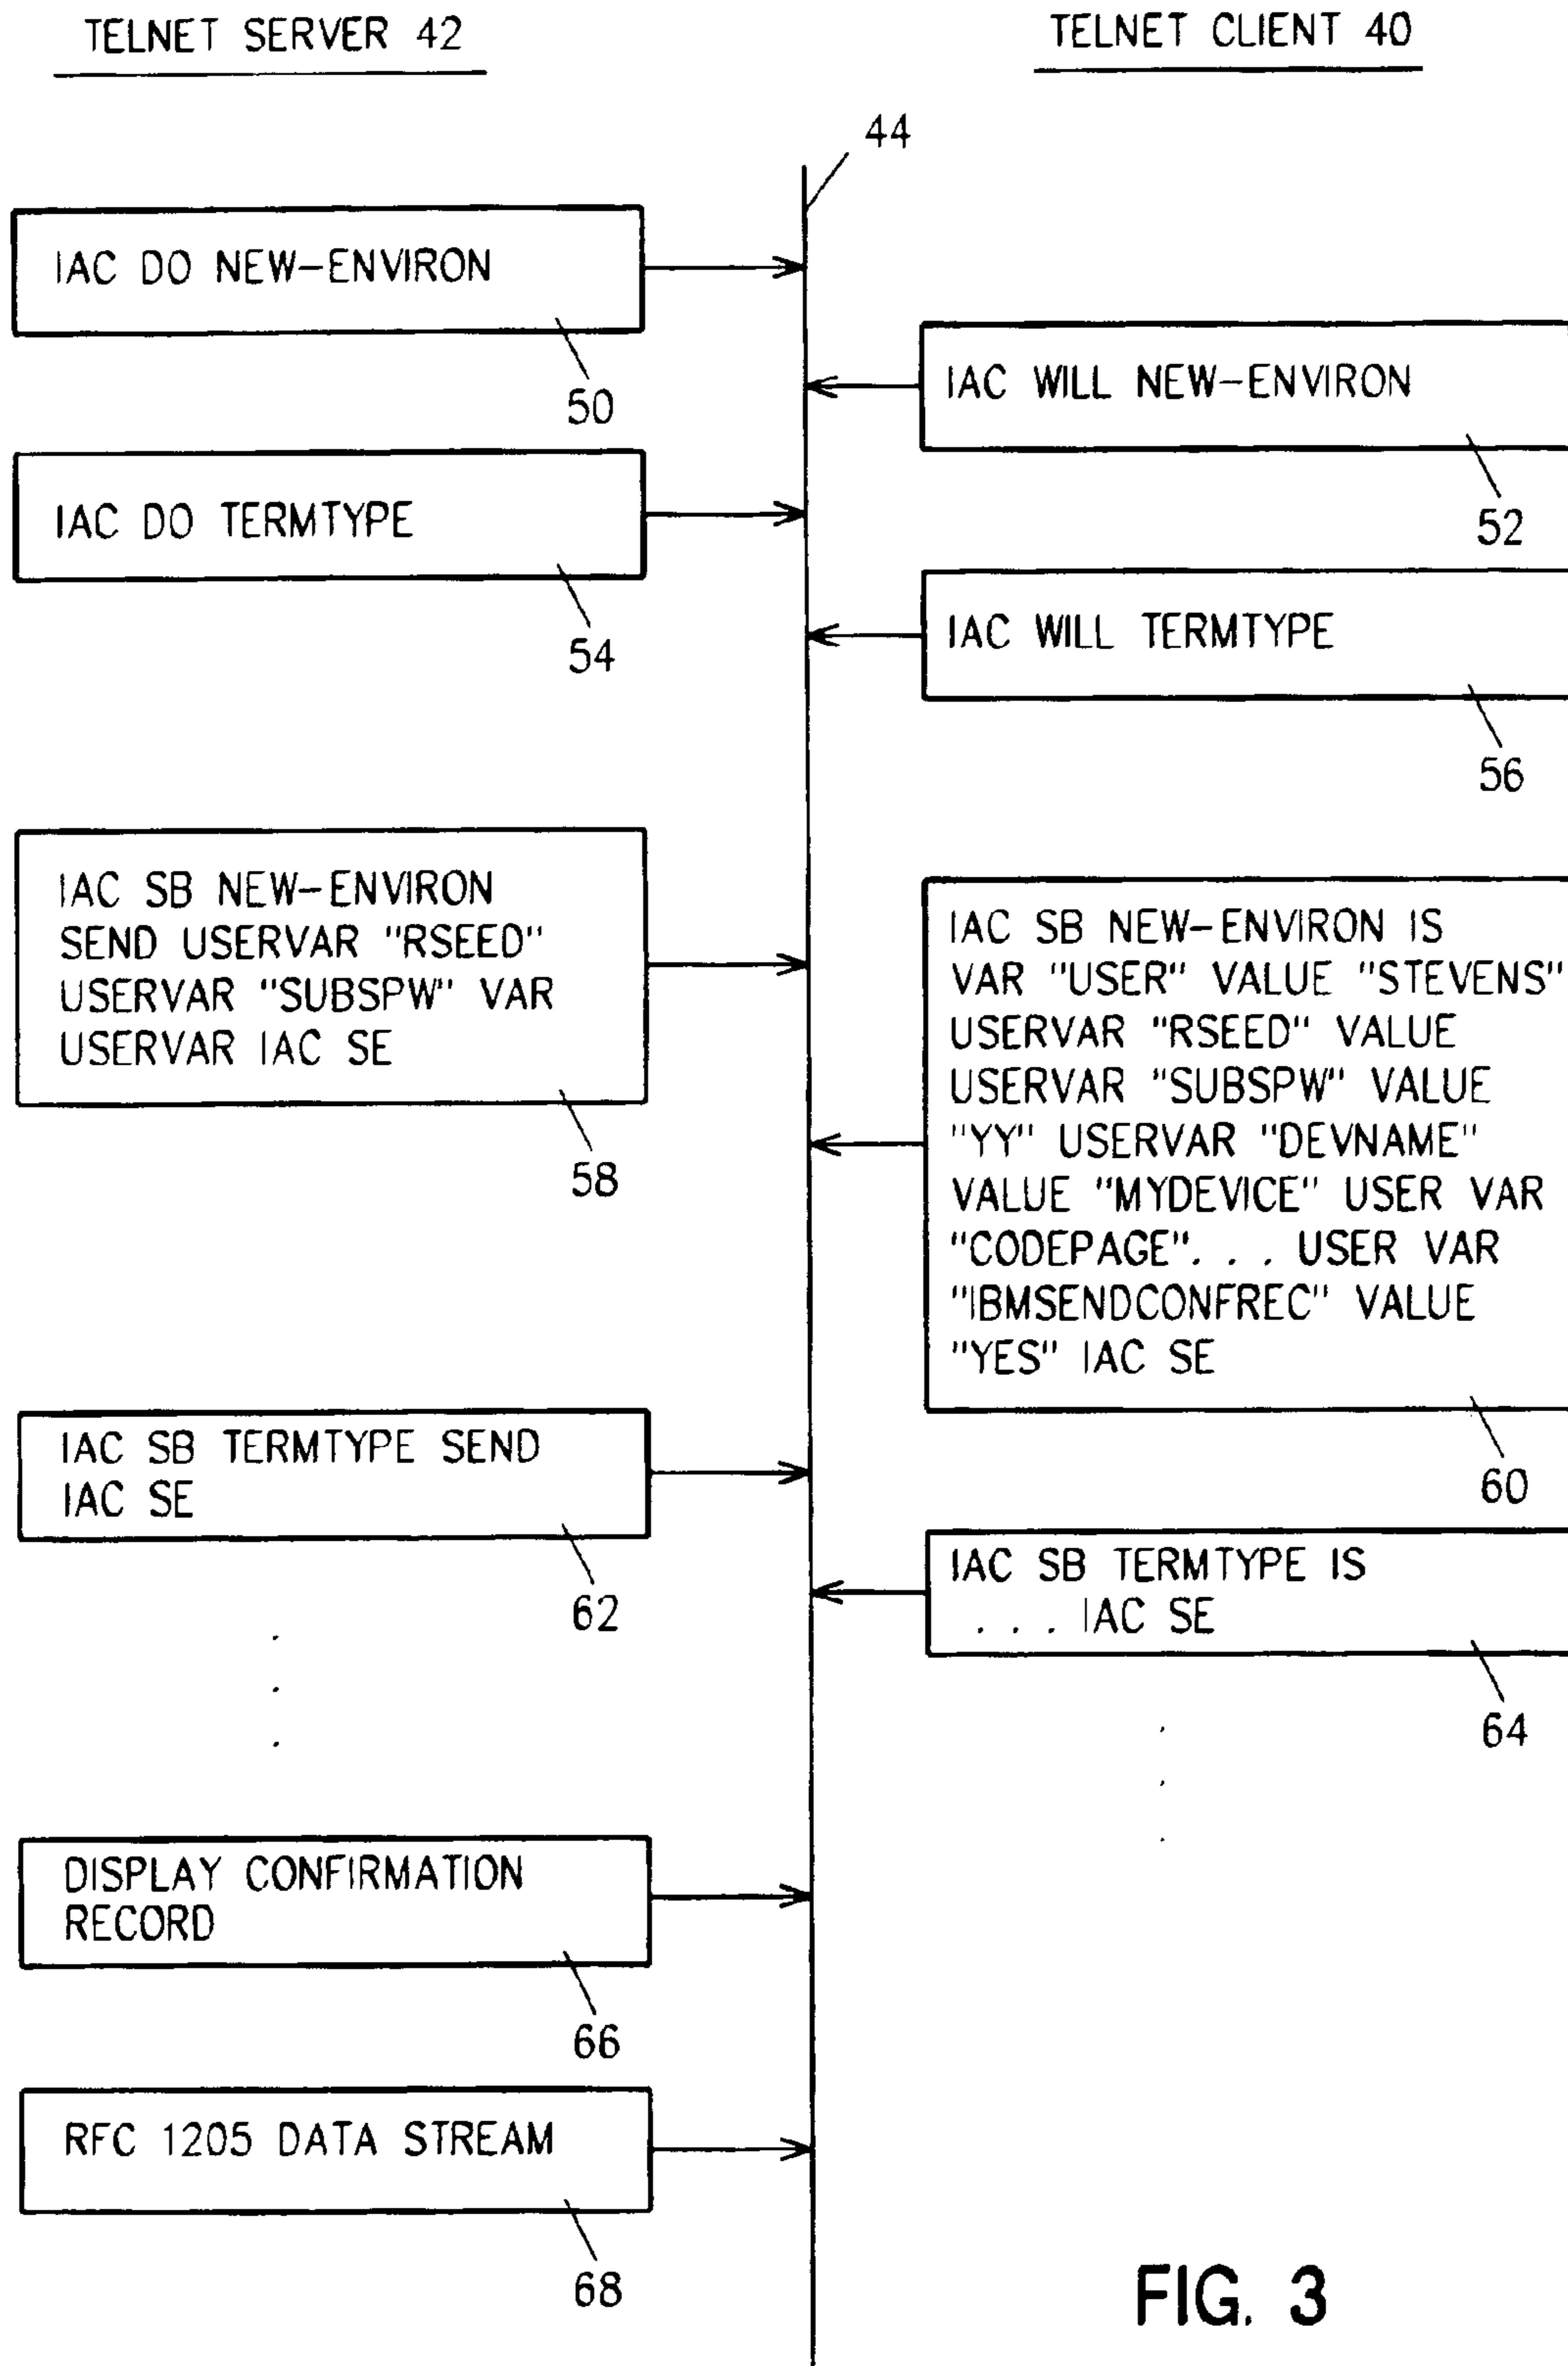 TELNET SERVER 42
TELNET CLIENT 40
44
IAC DO NEW-ENVIRON
50
IAC WILL NEW-ENVIRON
52
IAC DO TERMTYPE
54
IAC WILL TERMTYPE
56
IAC SB NEW-ENVIRON
SEND USERVAR "RSEED"
USERVAR "SUBSPW" VAR
USERVAR IAC SE
58
IAC SB NEW-ENVIRON IS
VAR "USER" VALUE "STEVENS"
USERVAR "RSEED" VALUE
USERVAR "SUBSPW" VALUE
"YY" USERVAR "DEVNAME"
VALUE "MYDEVICE" USER VAR
"CODEPAGE". . . USER VAR
"IBMSENDCONFREC" VALUE
"YES" IAC SE
60
IAC SB TERMTYPE SEND
IAC SE
62
IAC SB TERMTYPE IS
. . . IAC SE
64
DISPLAY CONFIRMATION
RECORD
66
RFC 1205 DATA STREAM
68
FIG. 3